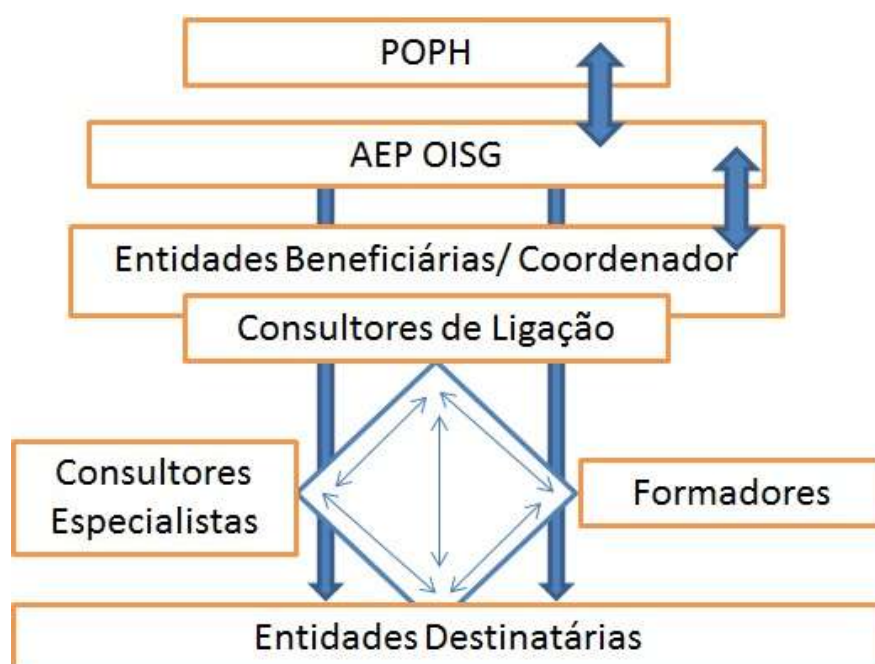 POPH
AEP OISG
Entidades Beneficiárias/ Coordenador
Consultores de Ligação
Consultores
Especialistas
Formadores
Entidades Destinatárias